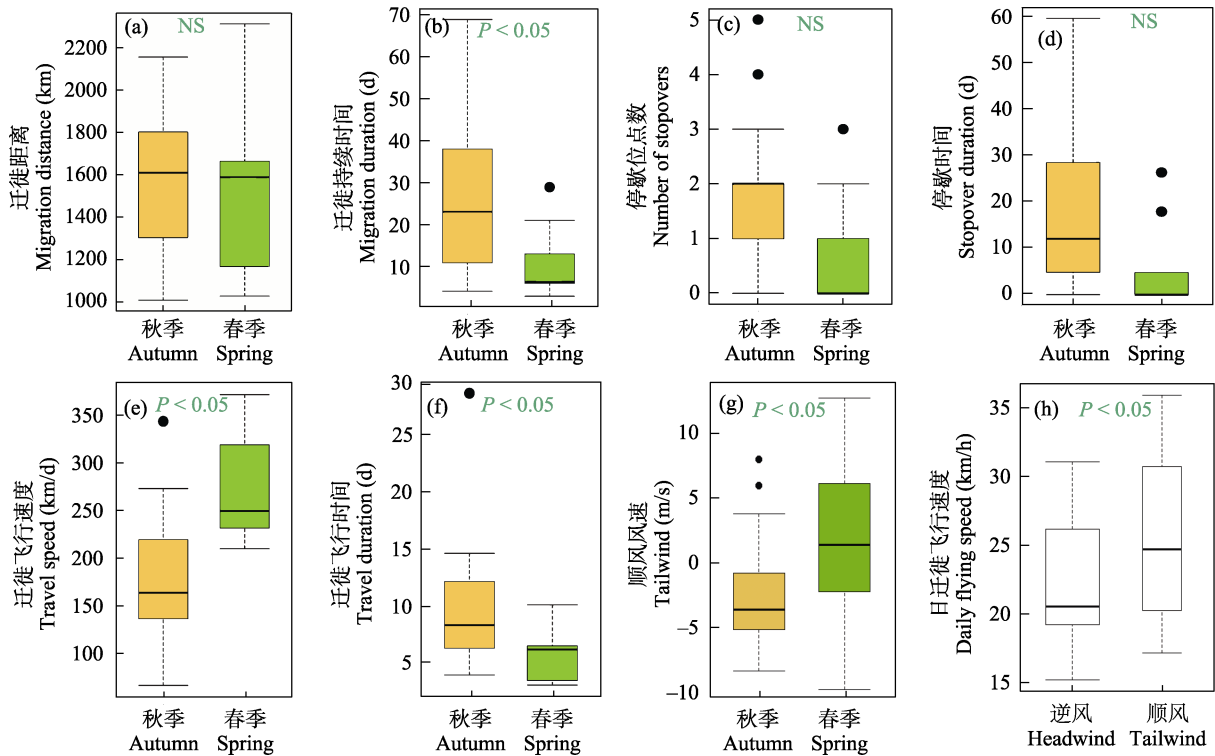 (a)
NS
迁徙距离
Migration distance (km)
2200
2000
1800
1600
1400
1200
1000
秋季
Autumn
春季
Spring
(b)
P < 0.05
迁徙持续时间
Migration duration (d)
70
60
50
40
30
20
10
秋季
Autumn
春季
Spring
(c)
NS
停歇位点数
Number of stopovers
5
4
3
2
1
0
秋季
Autumn
春季
Spring
(d)
NS
停歇时间
Stopover duration (d)
60
50
40
30
20
10
0
秋季
Autumn
春季
Spring
(e)
P < 0.05
迁徙飞行速度
Travel speed (km/d)
350
300
250
200
150
100
秋季
Autumn
春季
Spring
(f)
P < 0.05
迁徙飞行时间
Travel duration (d)
30
25
20
15
10
5
秋季
Autumn
春季
Spring
(g)
P < 0.05
顺风风速
Tailwind (m/s)
10
5
0
–5
–10
秋季
Autumn
春季
Spring
(h)
P < 0.05
日迁徙飞行速度
Daily flying speed (km/h)
35
30
25
20
15
逆风
Headwind
顺风
Tailwind